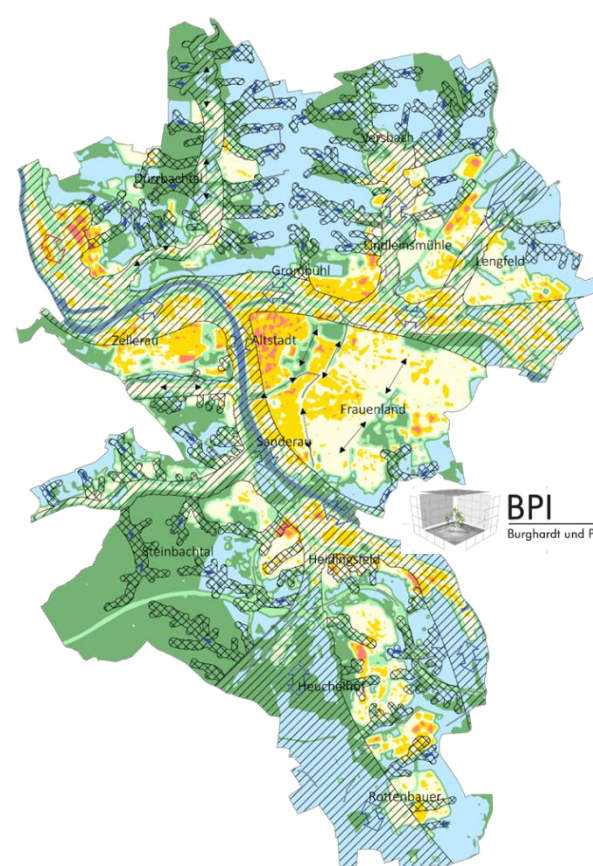 Versbach
Dürrbachtal
Lindleinsmühle
Lengfeld
Grombühl
Zellerau
Altstadt
Frauenland
Sanderau
BPI
Burghardt und P
Steinbachtal
Heidingsfeld
Heuchelhof
Rottenbauer